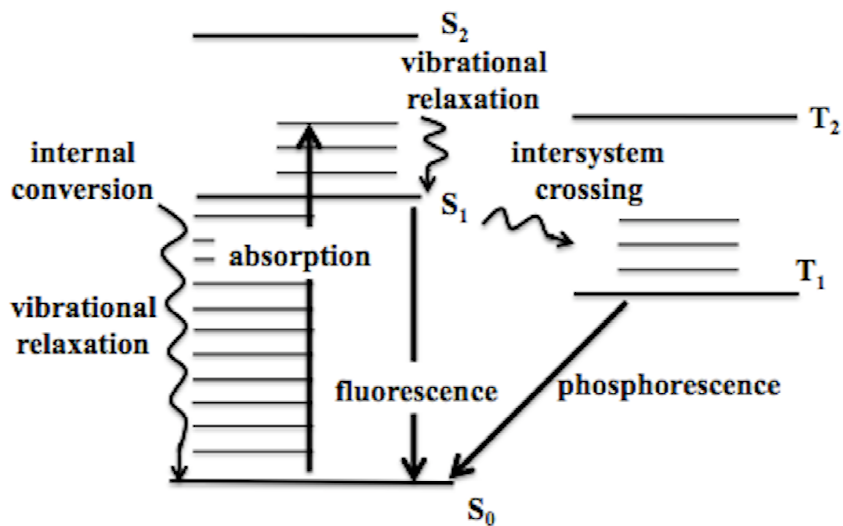 S2
vibrational
relaxation
T2
internal
conversion
intersystem
crossing
S1
absorption
T1
vibrational
relaxation
fluorescence
phosphorescence
S0